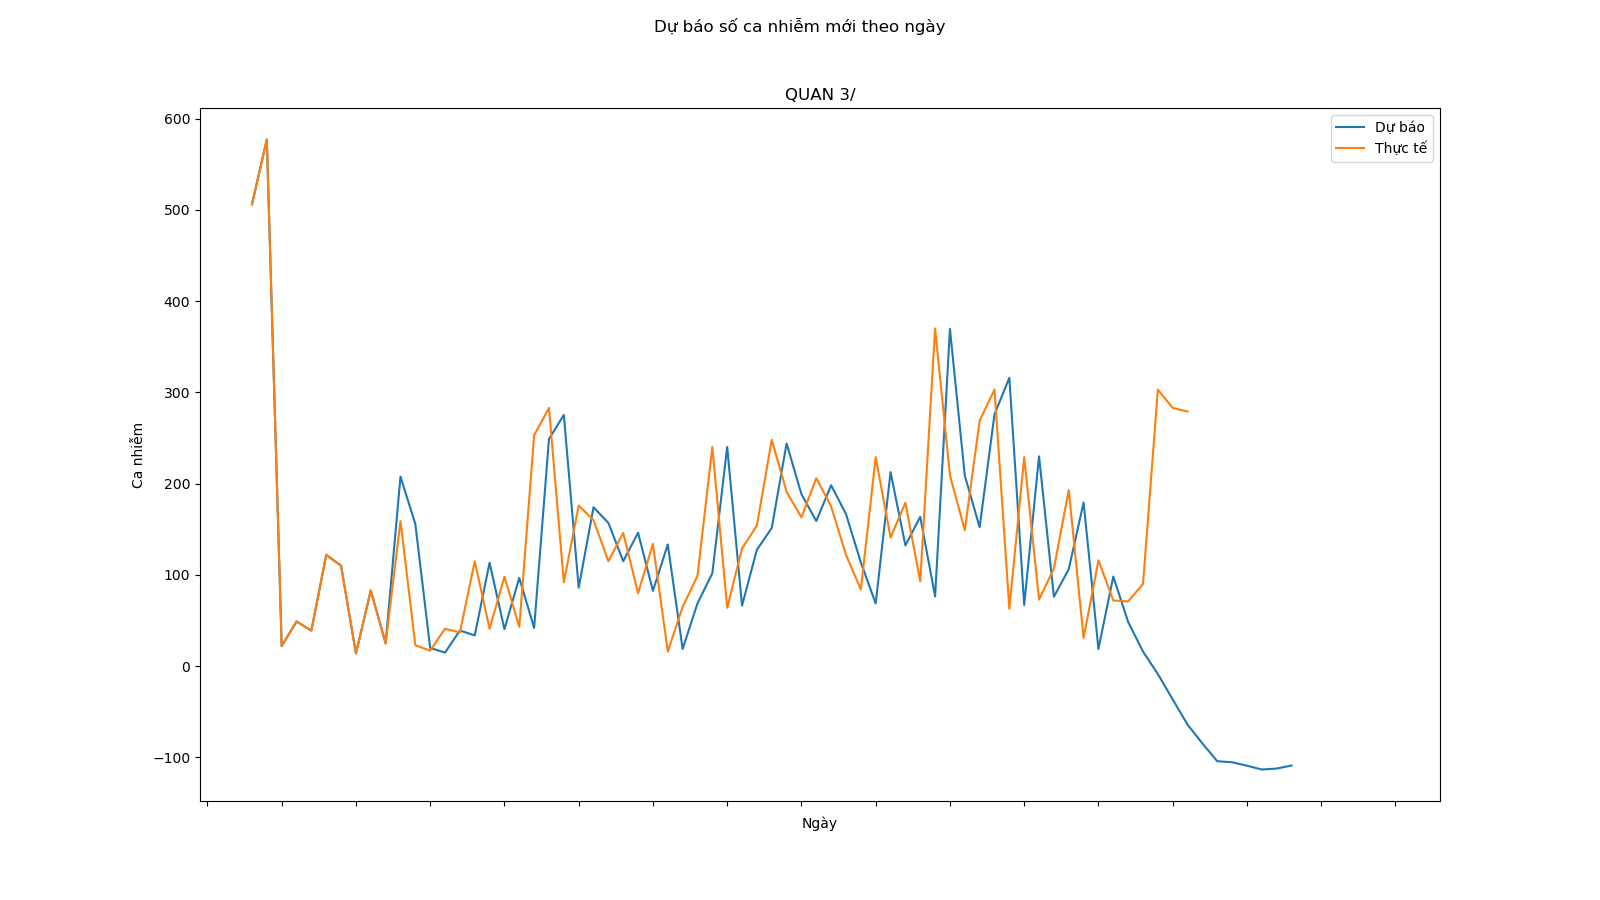 Dự báo số ca nhiễm mới theo ngày
QUAN 3/
Dự báo
Thực tế
600
500
400
300
200
100
0
−100
Ca nhiễm
Ngày